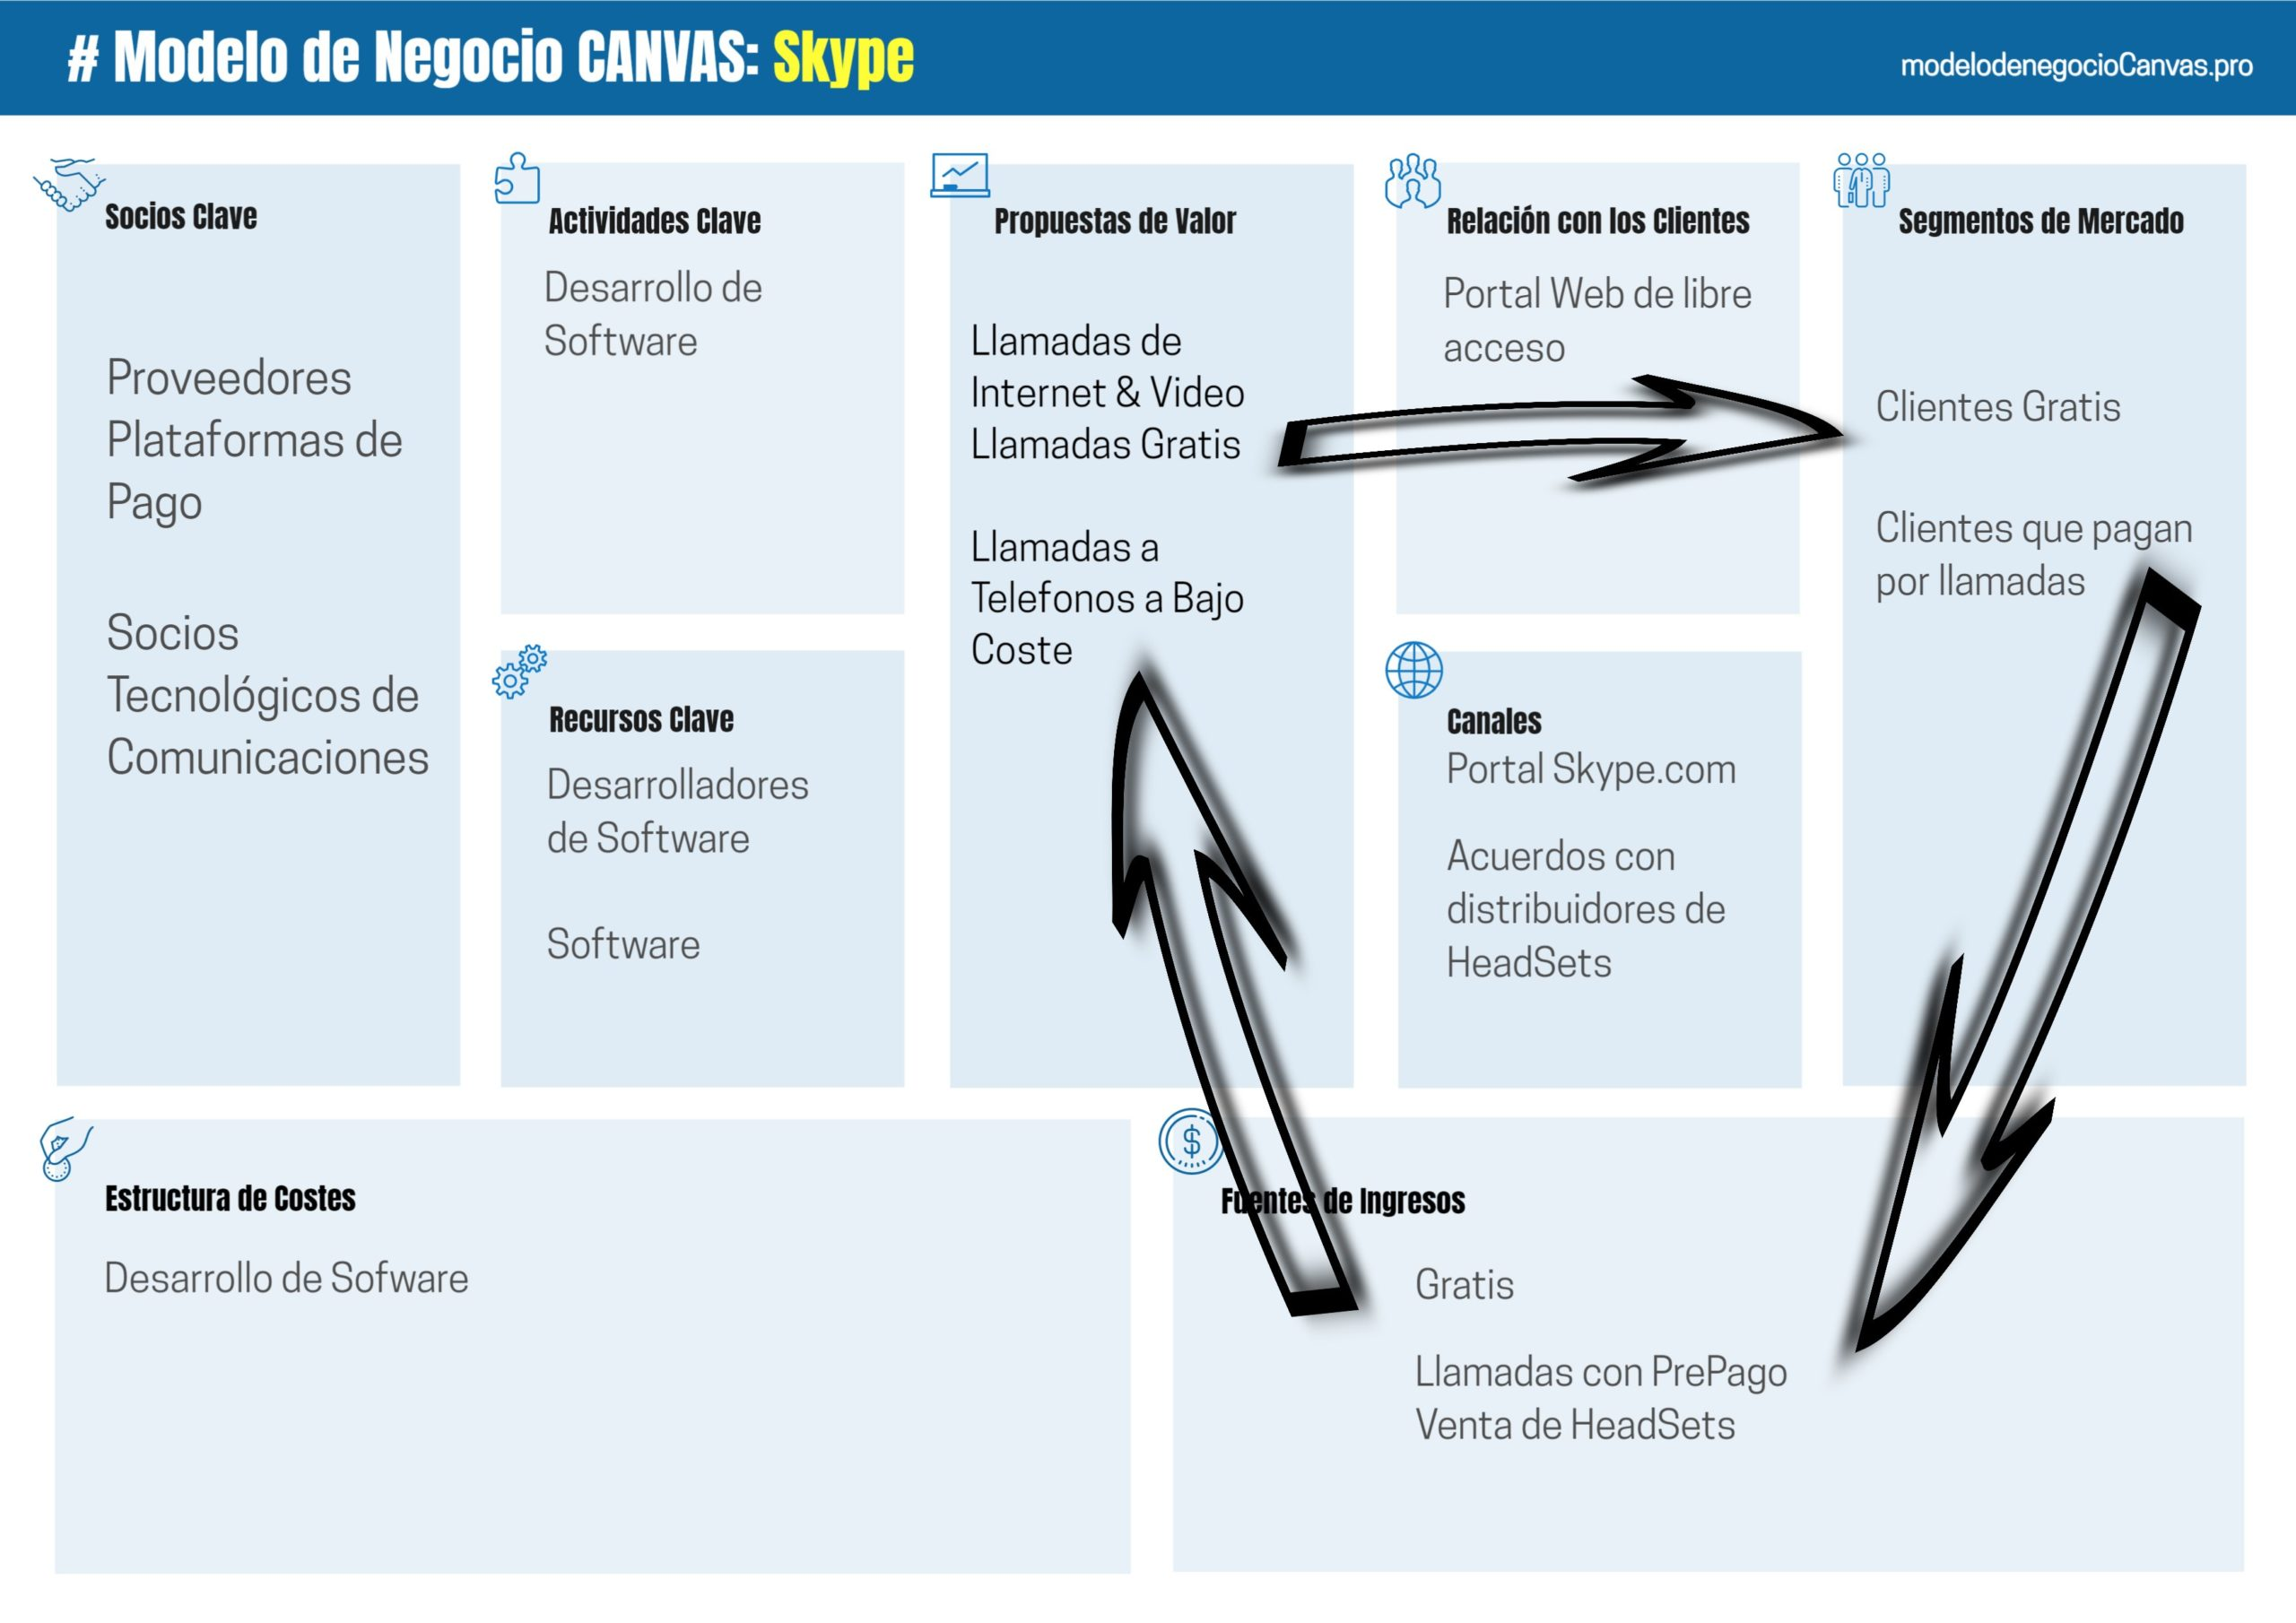 # Modelo de Negocio CANVAS: Skype
modelodenegocioCanvas.pro
Socios Clave
Proveedores
Plataformas de
Pago
Socios
Tecnológicos de
Comunicaciones
Actividades Clave
Desarrollo de
Software
Recursos Clave
Desarrolladores
de Software
Software
Propuestas de Valor
Llamadas de
Internet & Video
Llamadas Gratis
Llamadas a
Telefonos a Bajo
Coste
Relación con los Clientes
Portal Web de libre
acceso
Canales
Portal Skype.com
Acuerdos con
distribuidores de
HeadSets
Segmentos de Mercado
Clientes Gratis
Clientes que pagan
por llamadas
Estructura de Costes
Desarrollo de Sofware
$
Fuentes de Ingresos
Gratis
Llamadas con PrePago
Venta de HeadSets